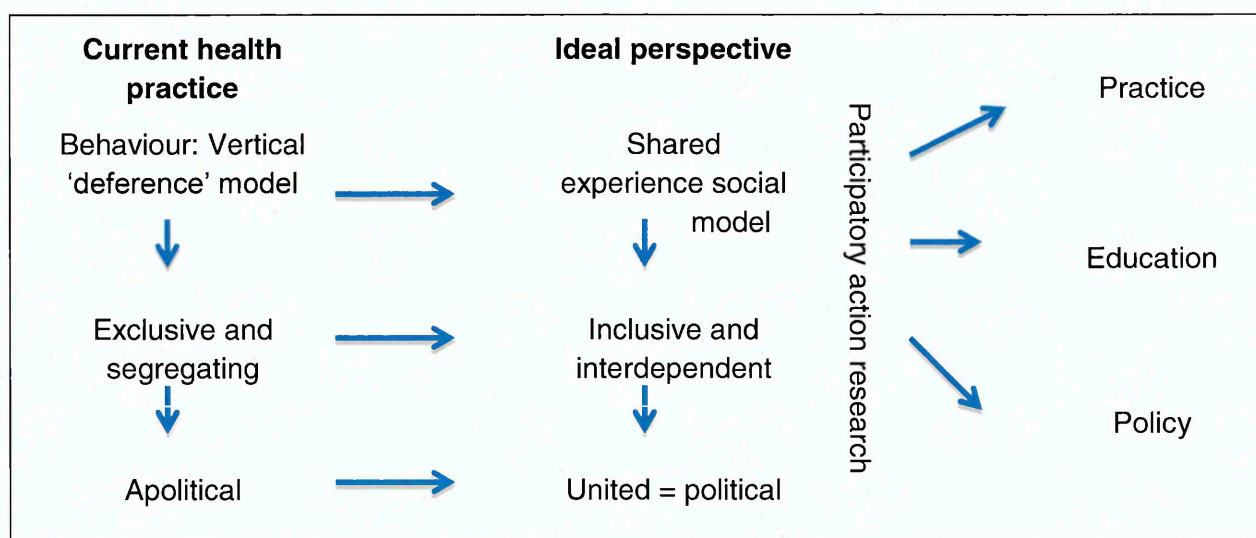 Current health
practice
Behaviour: Vertical
‘deference’ model
Exclusive and
segregating
Apolitical
Ideal perspective
Shared
experience social
model
Inclusive and
interdependent
United = political
Participatory action research
Practice
Education
Policy